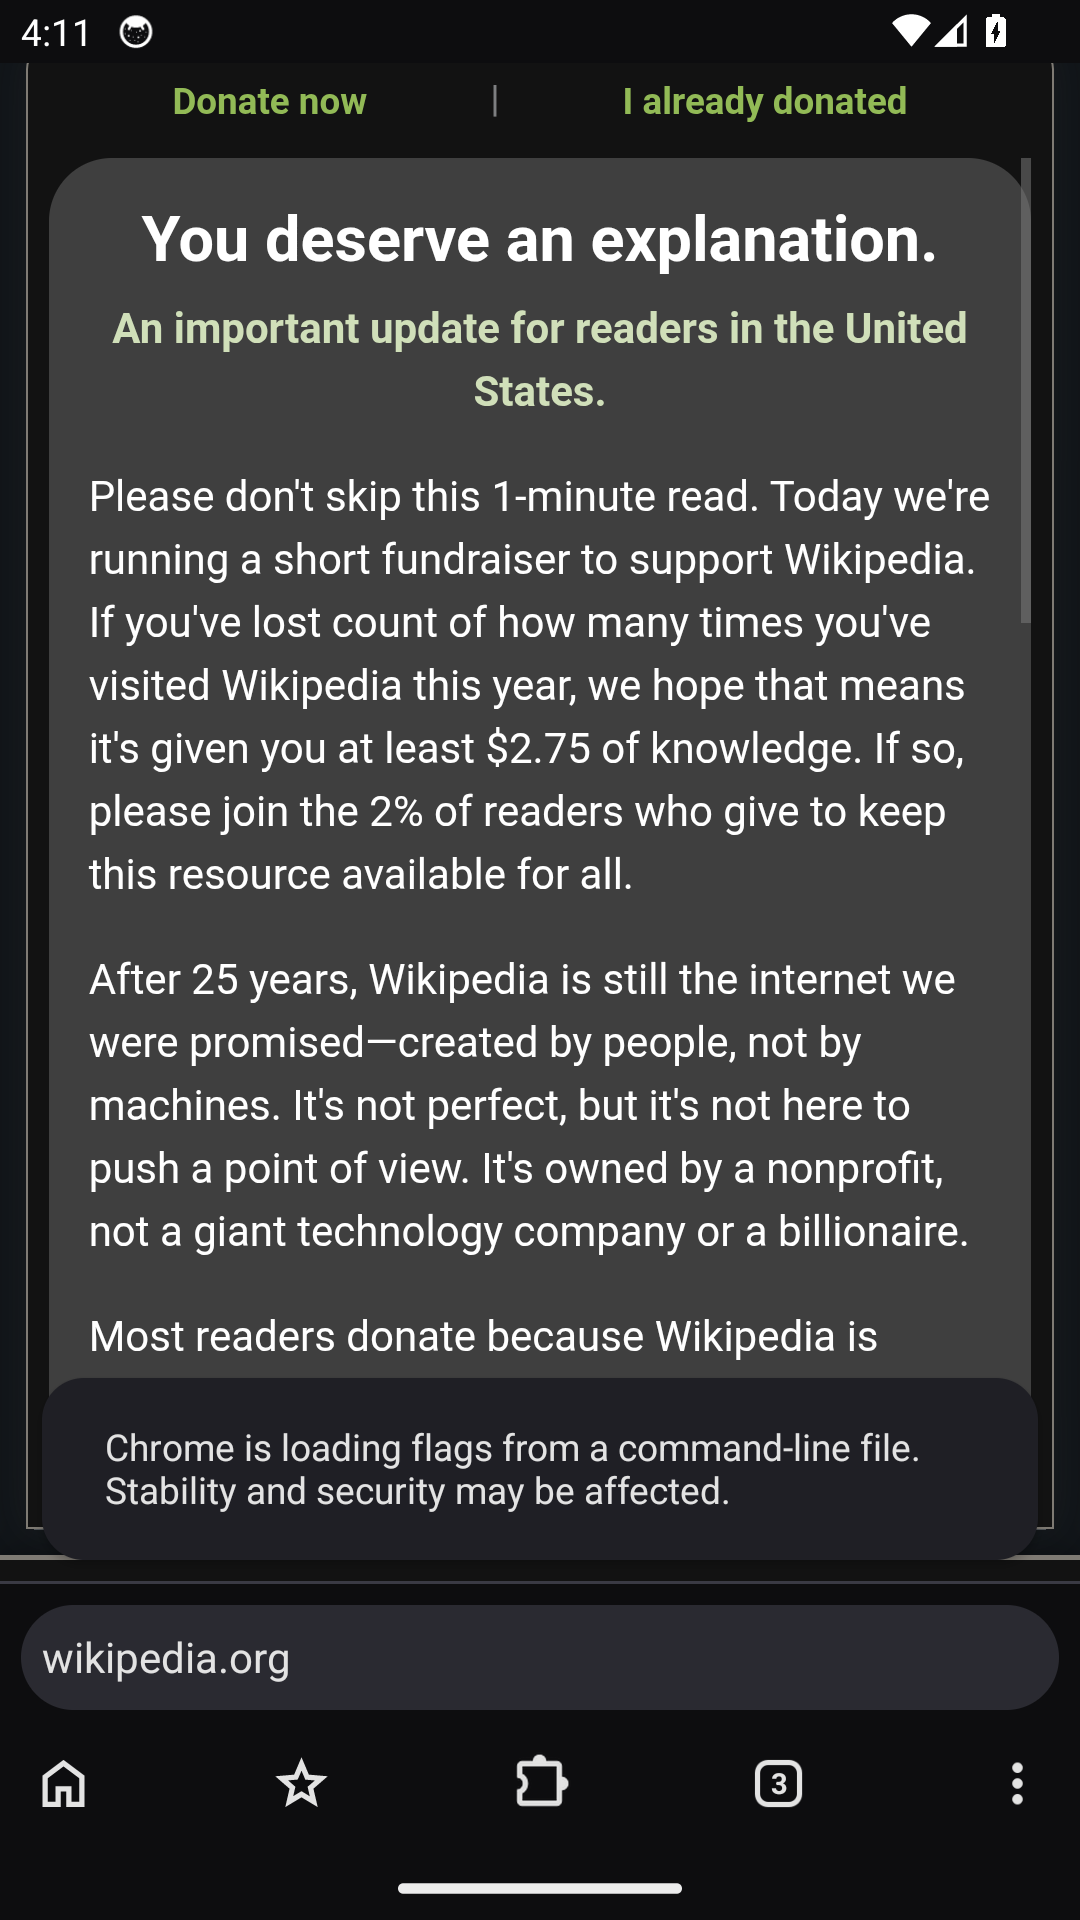 4:11
Donate now | I already donated
You deserve an explanation.
An important update for readers in the United
States.
Please don't skip this 1-minute read. Today we're
running a short fundraiser to support Wikipedia.
If you've lost count of how many times you've
visited Wikipedia this year, we hope that means
it's given you at least $2.75 of knowledge. If so,
please join the 2% of readers who give to keep
this resource available for all.
After 25 years, Wikipedia is still the internet we
were promised—created by people, not by
machines. It's not perfect, but it's not here to
push a point of view. It's owned by a nonprofit,
not a giant technology company or a billionaire.
Most readers donate because Wikipedia is
Chrome is loading flags from a command-line file.
Stability and security may be affected.
wikipedia.org
3